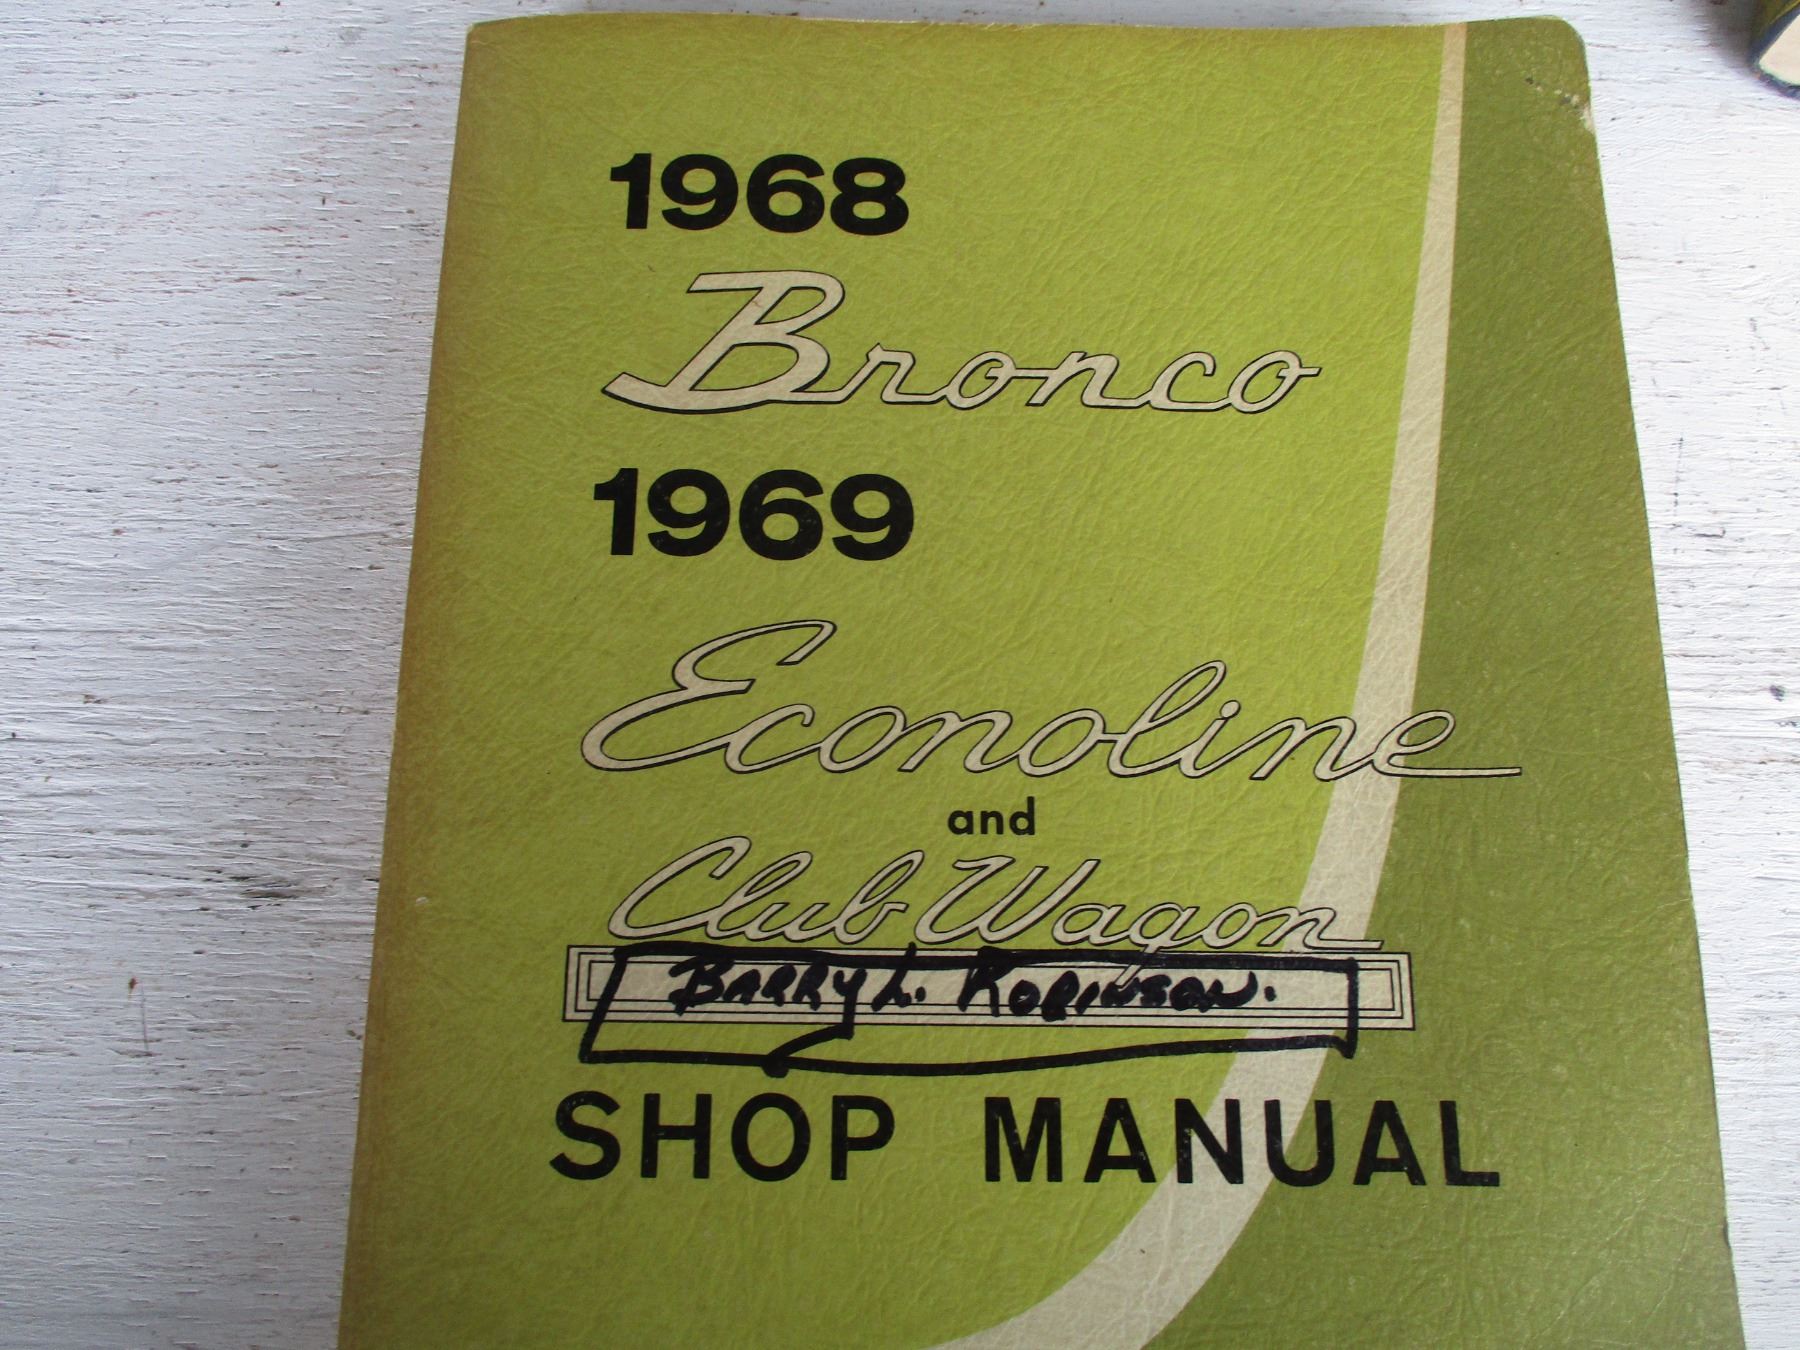 1968
Bronco
1969
Econoline
and
Club Wagon
BARRY L. ROBINSON.
SHOP MANUAL